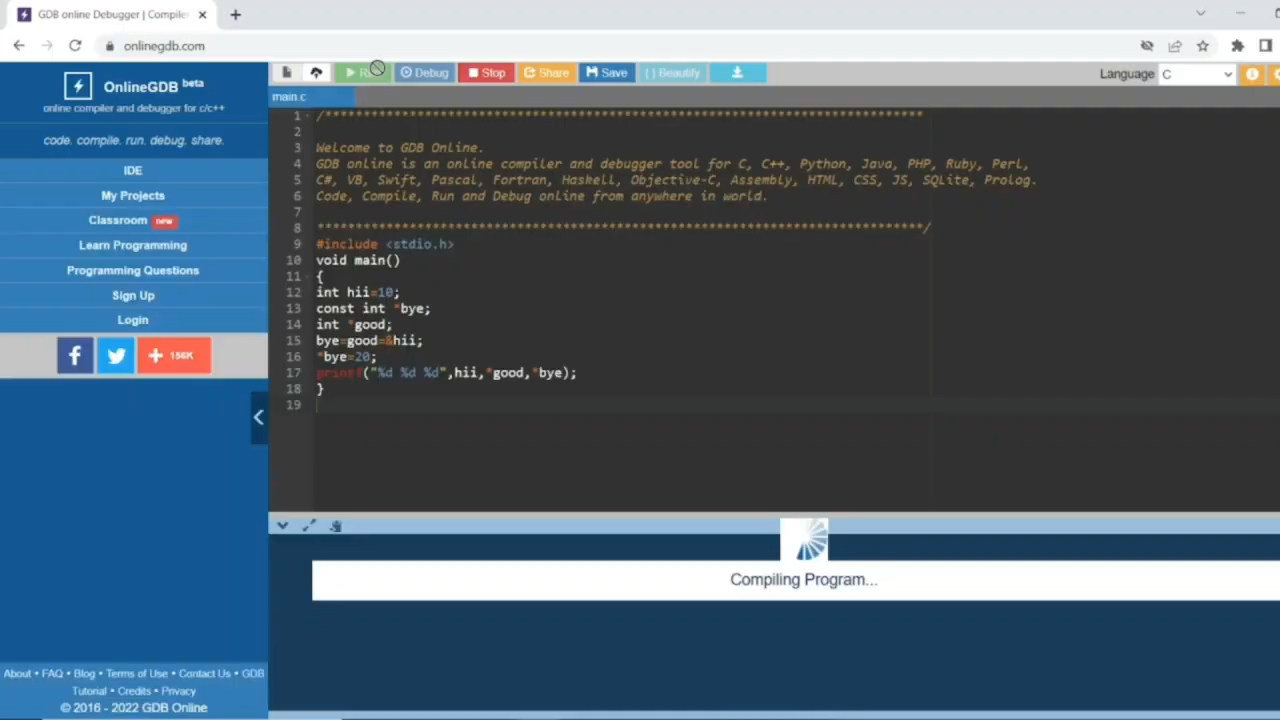 GDB online Debugger | Compiler
onlinegdb.com
OnlineGDB beta
online compiler and debugger for c/c++
code. compile. run. debug. share.
IDE
My Projects
Classroom new
Learn Programming
Programming Questions
Sign Up
Login
156K
About • FAQ • Blog • Terms of Use • Contact Us • GDB
Tutorial • Credits • Privacy
© 2016 - 2022 GDB Online
Debug Stop Share Save { } Beautify
Language C
main.c
1 /******************************************************************************
2
3 Welcome to GDB Online.
4 GDB online is an online compiler and debugger tool for C, C++, Python, Java, PHP, Ruby, Perl,
5 C#, VB, Swift, Pascal, Fortran, Haskell, Objective-C, Assembly, HTML, CSS, JS, SQLite, Prolog.
6 Code, Compile, Run and Debug online from anywhere in world.
7
8 *******************************************************************************/
9 #include <stdio.h>
10 void main()
11 {
12 int hii=10;
13 const int *bye;
14 int *good;
15 bye=good=&hii;
16 *bye=20;
17 printf("%d %d %d",hii,*good,*bye);
18 }
19
Compiling Program...